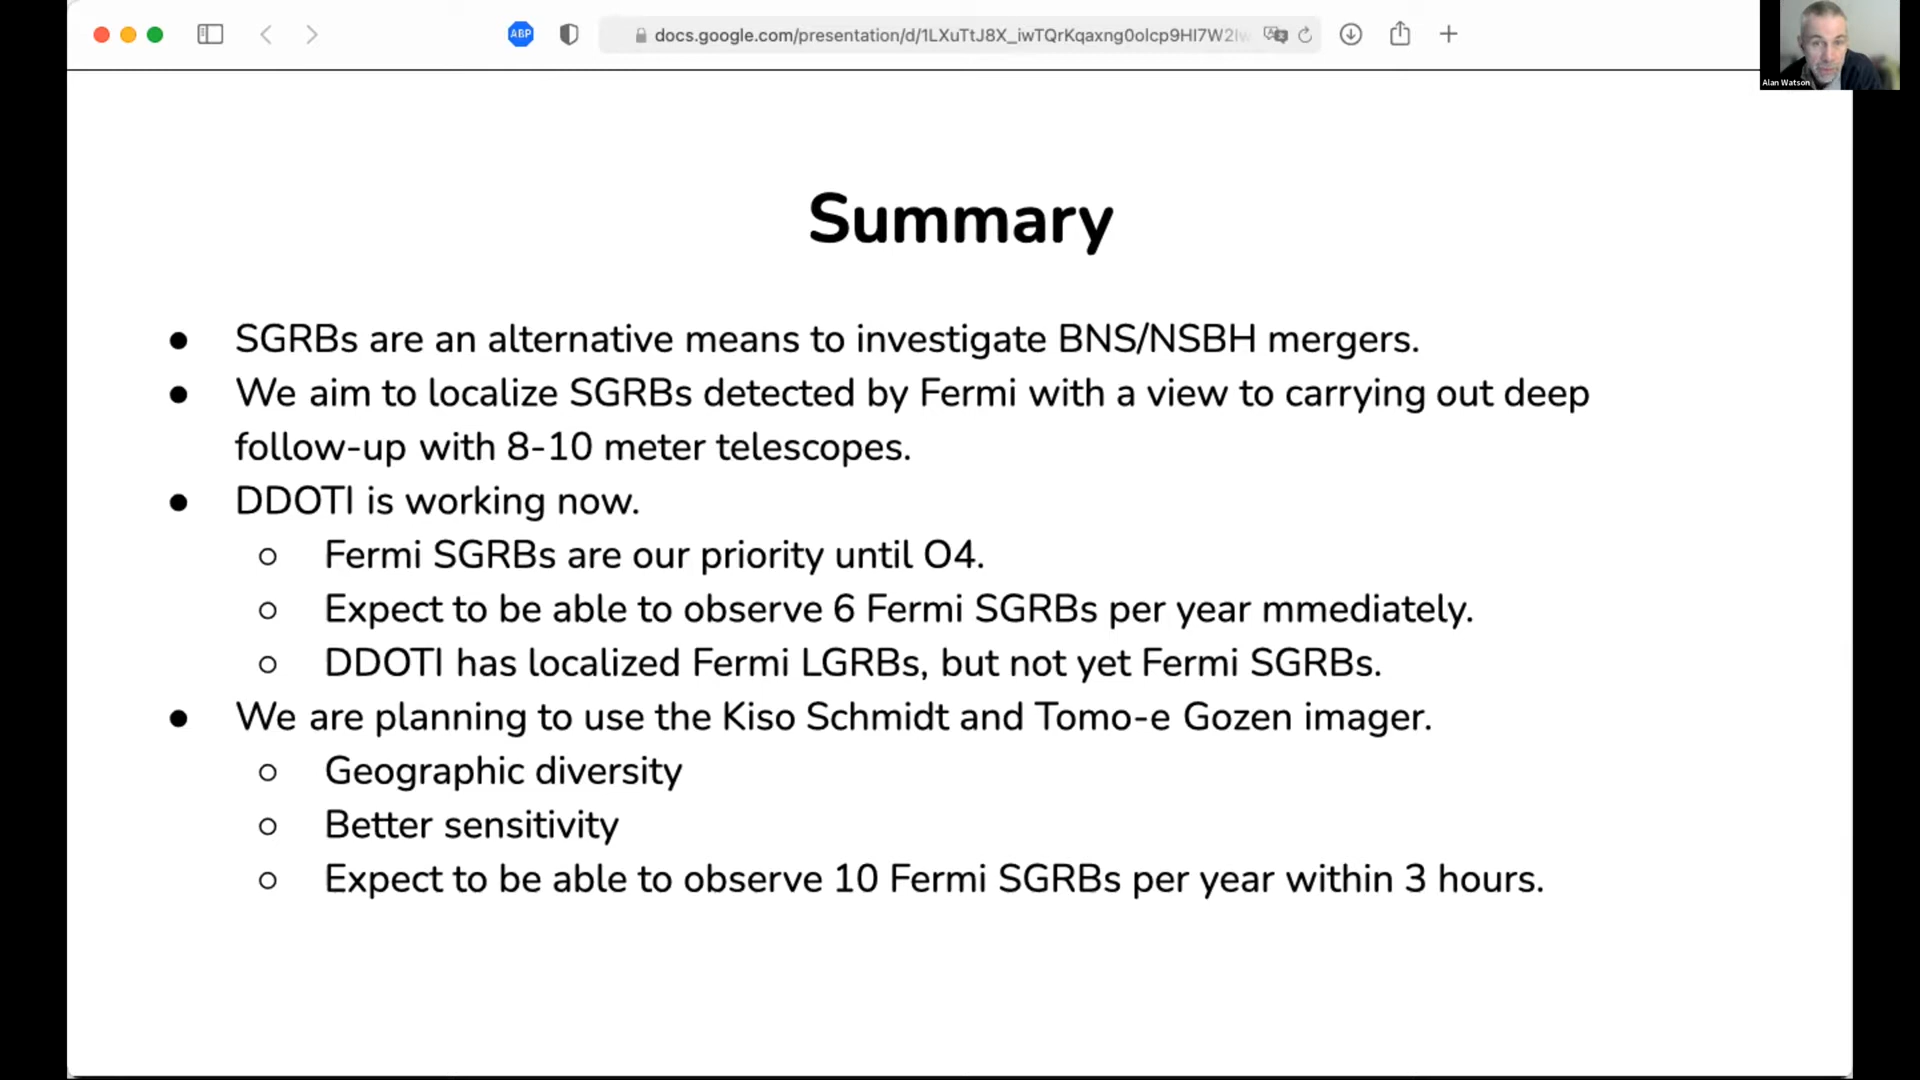 ABP
docs.google.com/presentation/d/1LXuTtJ8X_iwTQrKqaxng0olcp9HI7W2lw
Alan Watson
Summary
● SGRBs are an alternative means to investigate BNS/NSBH mergers.
● We aim to localize SGRBs detected by Fermi with a view to carrying out deep
follow-up with 8-10 meter telescopes.
● DDOTI is working now.
○ Fermi SGRBs are our priority until O4.
○ Expect to be able to observe 6 Fermi SGRBs per year mmediately.
○ DDOTI has localized Fermi LGRBs, but not yet Fermi SGRBs.
● We are planning to use the Kiso Schmidt and Tomo-e Gozen imager.
○ Geographic diversity
○ Better sensitivity
○ Expect to be able to observe 10 Fermi SGRBs per year within 3 hours.